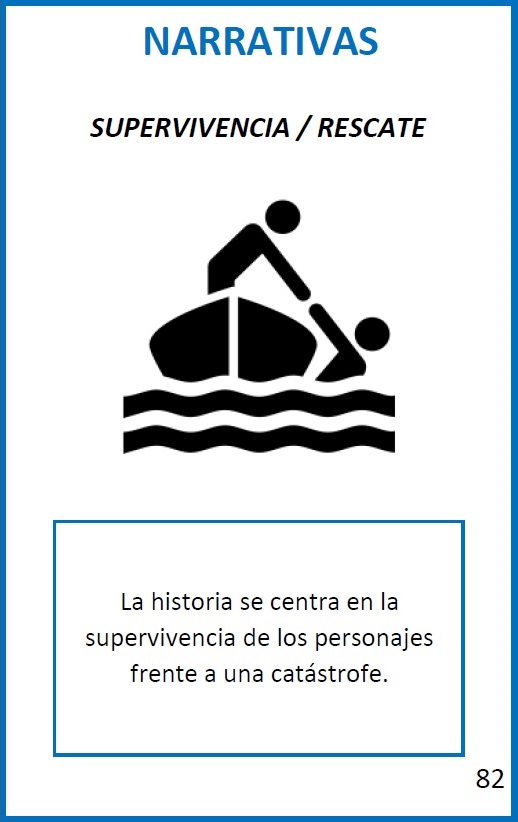 NARRATIVAS
SUPERVIVENCIA / RESCATE
La historia se centra en la
supervivencia de los personajes
frente a una catástrofe.
82